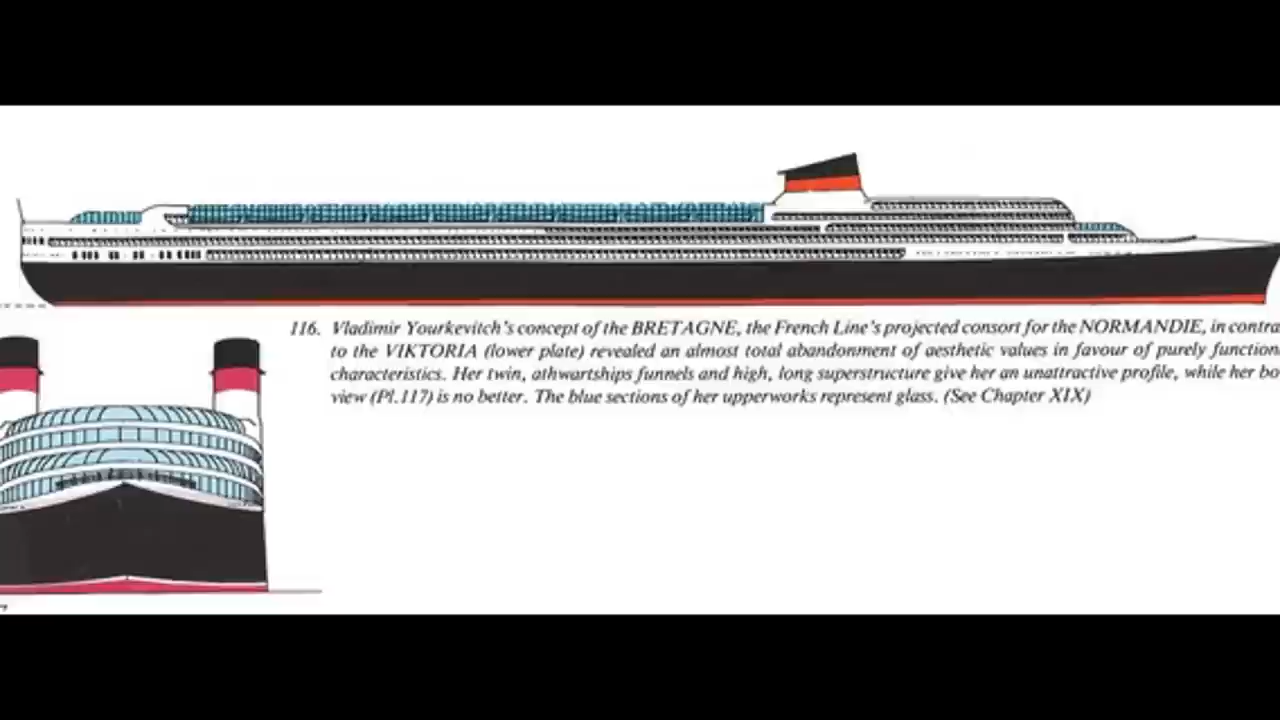 116. Vladimir Yourkevitch's concept of the BRETAGNE, the French Line's projected consort for the NORMANDIE, in contra
to the VIKTORIA (lower plate) revealed an almost total abandonment of aesthetic values in favour of purely function
characteristics. Her twin, athwartships funnels and high, long superstructure give her an unattractive profile, while her bo
view (Pl.117) is no better. The blue sections of her upperworks represent glass. (See Chapter XIX)